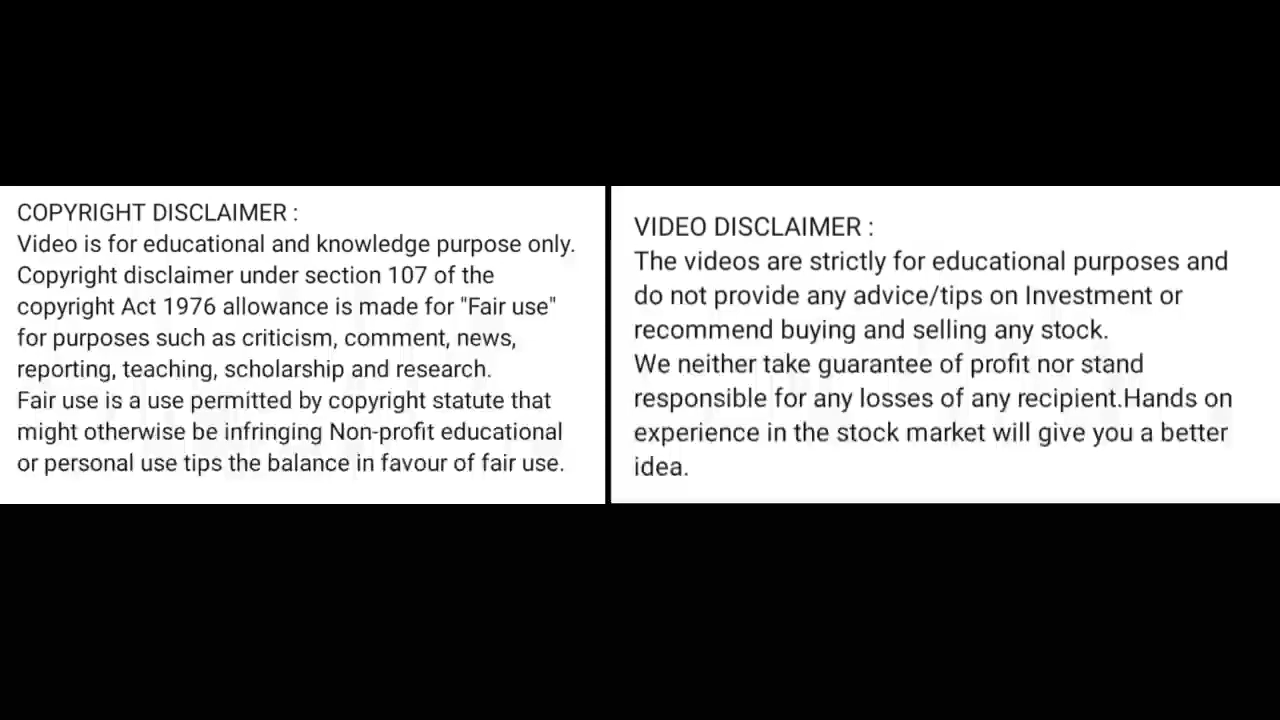 COPYRIGHT DISCLAIMER :
Video is for educational and knowledge purpose only.
Copyright disclaimer under section 107 of the
copyright Act 1976 allowance is made for "Fair use"
for purposes such as criticism, comment, news,
reporting, teaching, scholarship and research.
Fair use is a use permitted by copyright statute that
might otherwise be infringing Non-profit educational
or personal use tips the balance in favour of fair use.
VIDEO DISCLAIMER :
The videos are strictly for educational purposes and
do not provide any advice/tips on Investment or
recommend buying and selling any stock.
We neither take guarantee of profit nor stand
responsible for any losses of any recipient.Hands on
experience in the stock market will give you a better
idea.